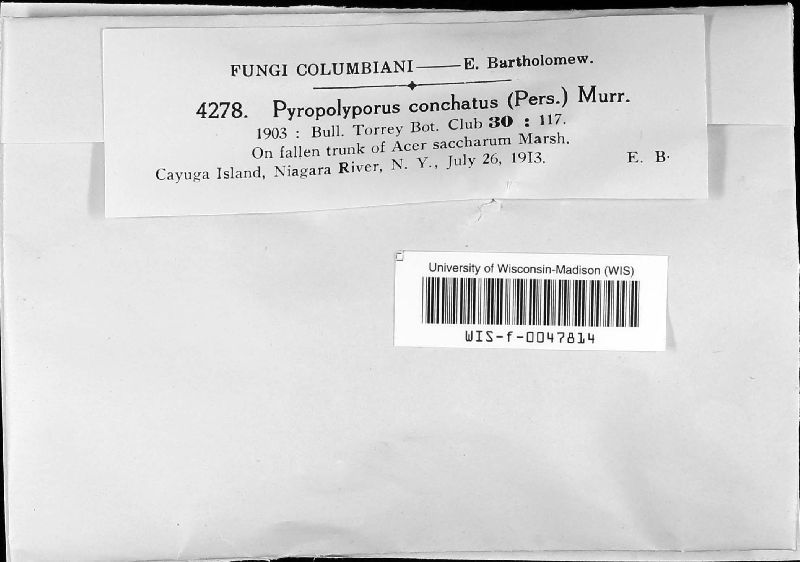 FUNGI COLUMBIANI — E. Bartholomew.
4278. Pyropolyporus conchatus (Pers.) Murr.
1903 : Bull. Torrey Bot. Club 30 : 117.
On fallen trunk of Acer saccharum Marsh.
Cayuga Island, Niagara River, N. Y., July 26, 1913. E. B.
University of Wisconsin-Madison (WIS)
WIS-f-0047814